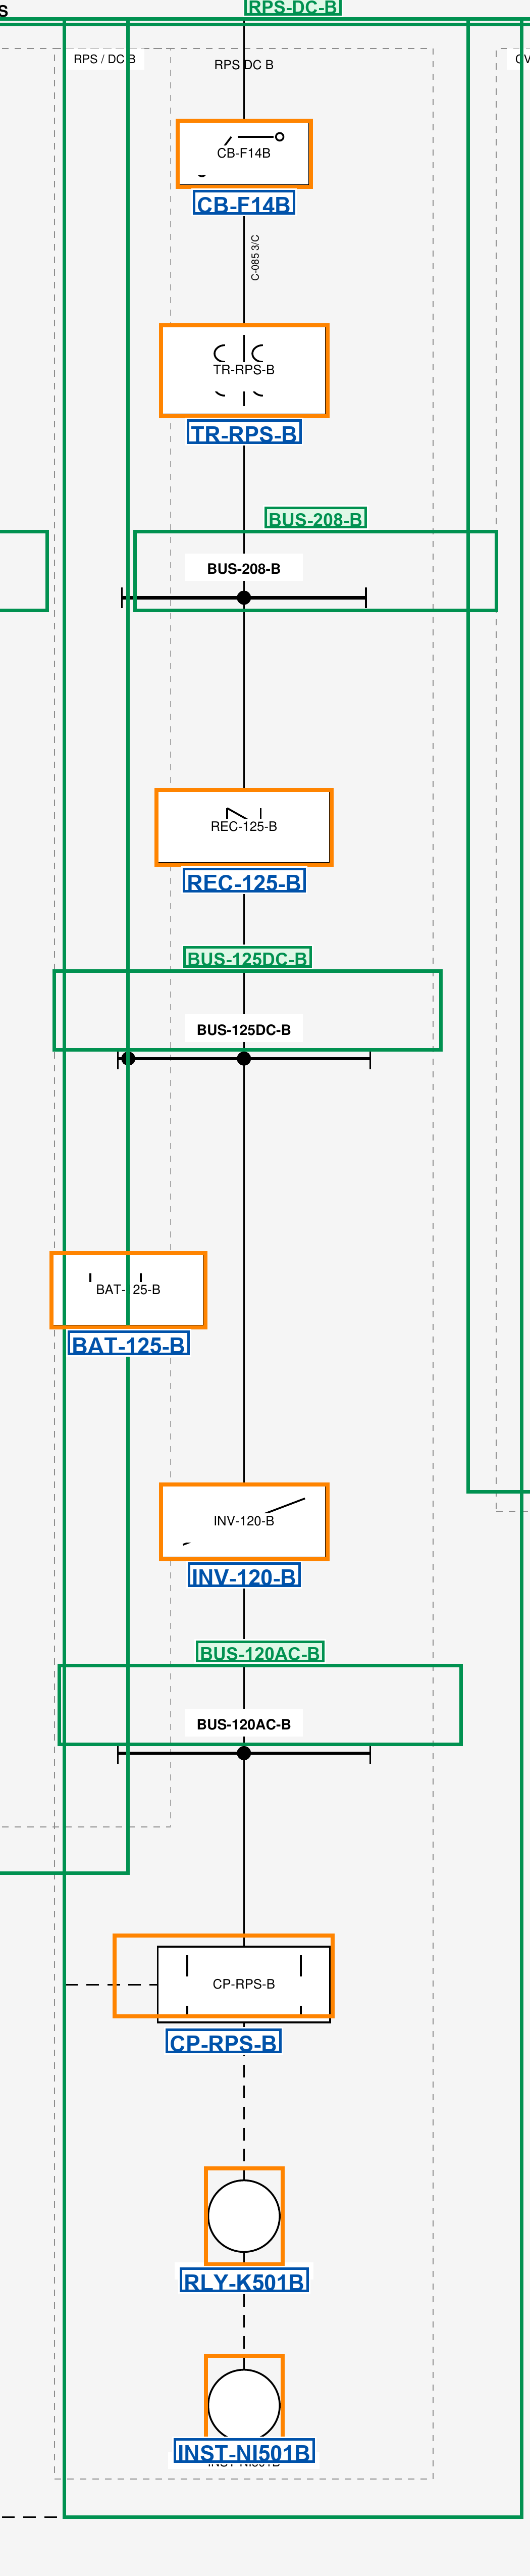 S
RPS-DC-B
RPS / DC B
RPS DC B
CB-F14B
CB-F14B
C-085 3/C
TR-RPS-B
TR-RPS-B
BUS-208-B
BUS-208-B
REC-125-B
REC-125-B
BUS-125DC-B
BUS-125DC-B
BAT-125-B
BAT-125-B
INV-120-B
INV-120-B
BUS-120AC-B
BUS-120AC-B
CP-RPS-B
CP-RPS-B
RLY-K501B
INST-NI501B